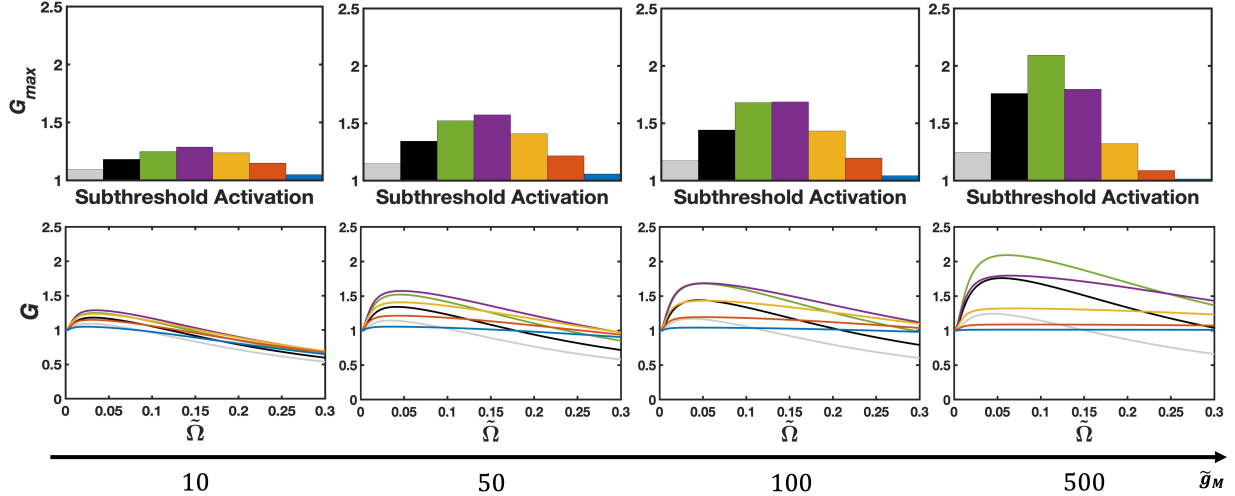 2.5 2.5 2.5 2.5
2 2 2 2
G_max
1.5 1.5 1.5 1.5
1 1 1 1
Subthreshold Activation Subthreshold Activation Subthreshold Activation Subthreshold Activation
2.5 2.5 2.5 2.5
2 2 2 2
1.5 1.5 1.5 1.5
G
1 1 1 1
0.5 0.5 0.5 0.5
0 0 0 0
0 0.05 0.1 0.15 0.2 0.25 0.3 0 0.05 0.1 0.15 0.2 0.25 0.3 0 0.05 0.1 0.15 0.2 0.25 0.3 0 0.05 0.1 0.15 0.2 0.25 0.3
Ω̃ Ω̃ Ω̃ Ω̃
10 50 100 500 g̃_M